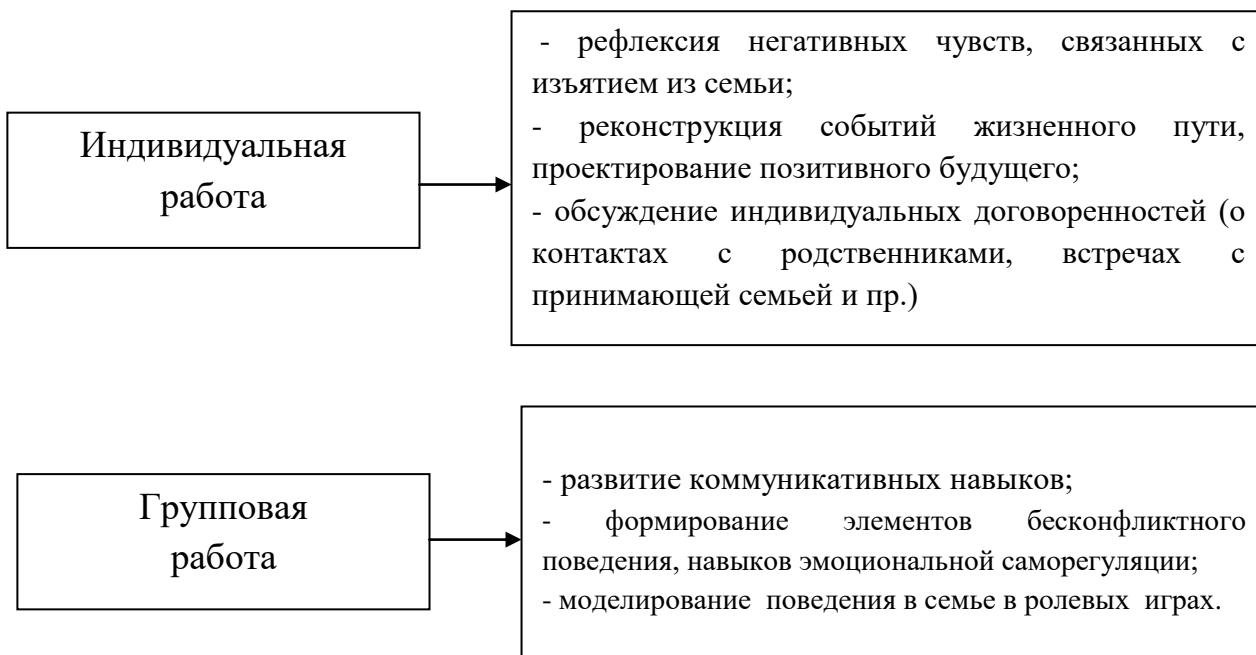 Индивидуальная
работа
- рефлексия негативных чувств, связанных с
изъятием из семьи;
- реконструкция событий жизненного пути,
проектирование позитивного будущего;
- обсуждение индивидуальных договоренностей (о
контактах с родственниками, встречах с
принимающей семьей и пр.)
Групповая
работа
- развитие коммуникативных навыков;
- формирование элементов бесконфликтного
поведения, навыков эмоциональной саморегуляции;
- моделирование поведения в семье в ролевых играх.